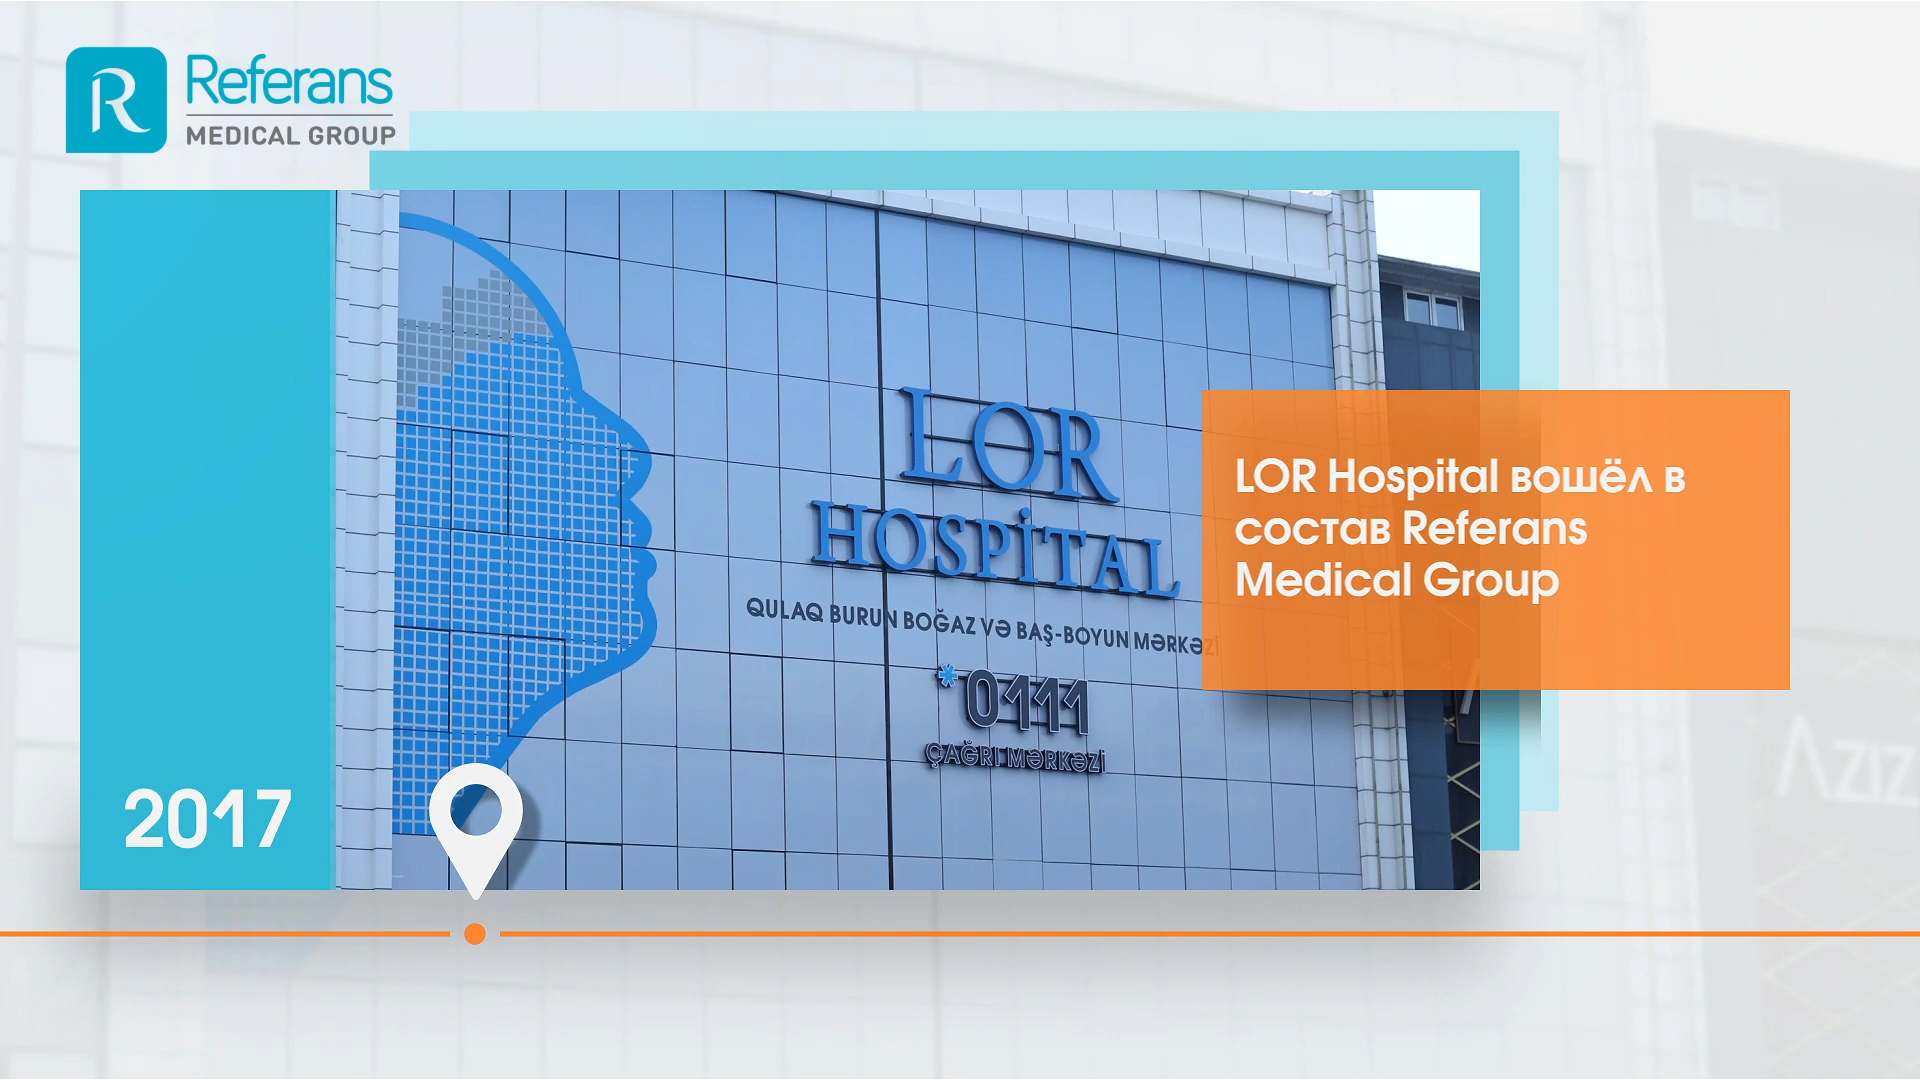 Referans
MEDICAL GROUP
LOR
HOSPİTAL
QULAQ BURUN BOĞAZ VƏ BAŞ-BOYUN MƏRKƏZİ
*0111
ÇAĞRI MƏRKƏZİ
LOR Hospital вошёл в
состав Referans
Medical Group
2017